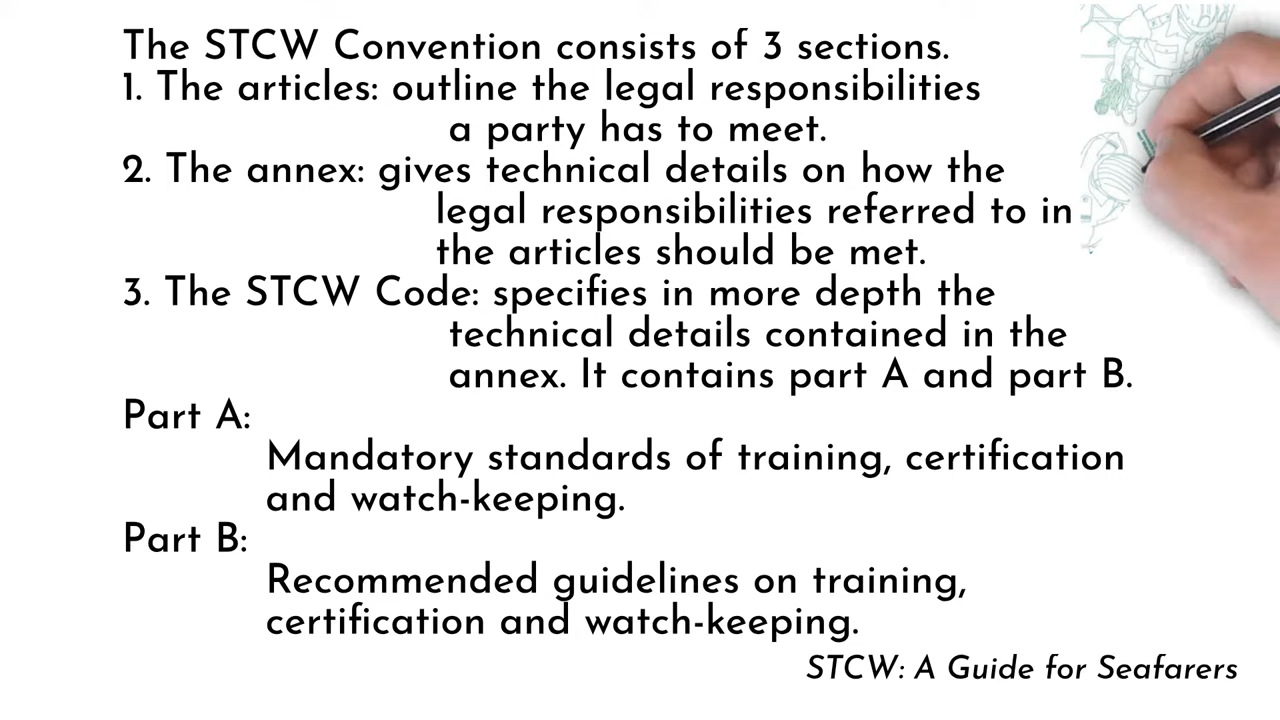 The STCW Convention consists of 3 sections.
1. The articles: outline the legal responsibilities
a party has to meet.
2. The annex: gives technical details on how the
legal responsibilities referred to in
the articles should be met.
3. The STCW Code: specifies in more depth the
technical details contained in the
annex. It contains part A and part B.
Part A:
Mandatory standards of training, certification
and watch-keeping.
Part B:
Recommended guidelines on training,
certification and watch-keeping.
STCW: A Guide for Seafarers